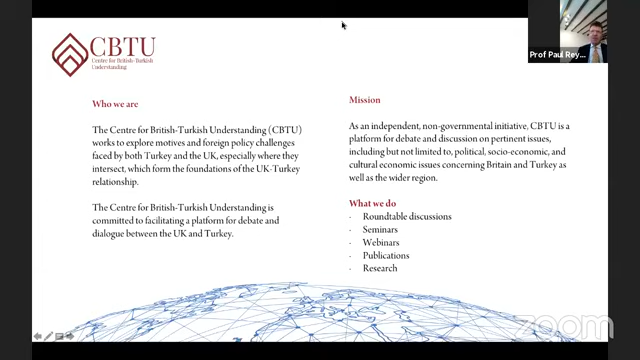 CBTU
Centre for British-Turkish
Understanding
Prof Paul Rey...
Who we are
The Centre for British-Turkish Understanding (CBTU)
works to explore motives and foreign policy challenges
faced by both Turkey and the UK, especially where they
intersect, which form the foundations of the UK-Turkey
relationship.
The Centre for British-Turkish Understanding is
committed to facilitating a platform for debate and
dialogue between the UK and Turkey.
Mission
As an independent, non-governmental initiative, CBTU is a
platform for debate and discussion on pertinent issues,
including but not limited to, political, socio-economic, and
cultural economic issues concerning Britain and Turkey as
well as the wider region.
What we do
· Roundtable discussions
· Seminars
· Webinars
· Publications
· Research
zoom